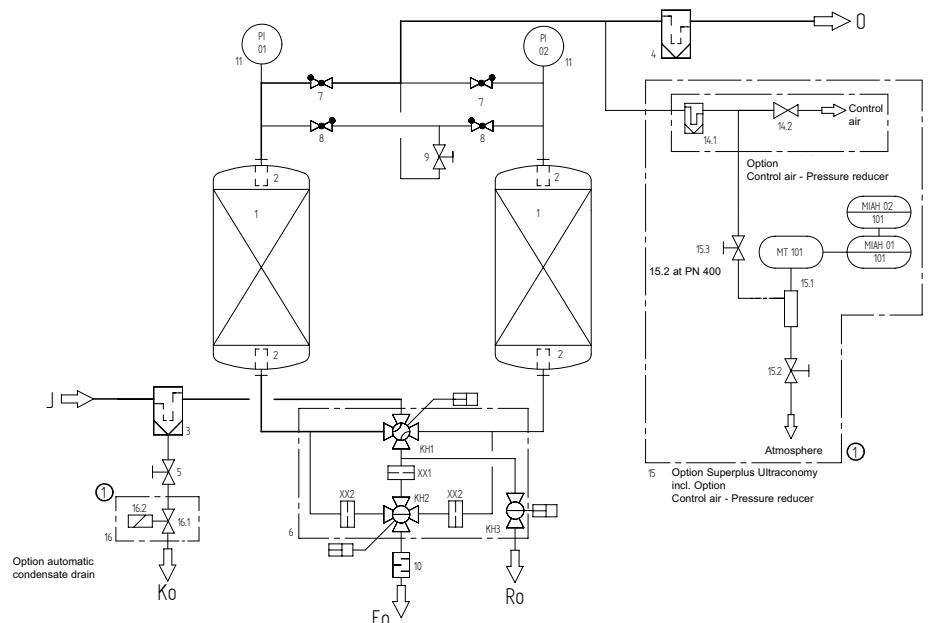 PI
01
11
PI
02
11
4
O
7
7
8
8
9
14.1
14.2
Control
air
Option
Control air - Pressure reducer
2
1
2
2
1
2
15.3
15.2 at PN 400
MT 101
15.1
MIAH 02
101
MIAH 01
101
15.2
Atmosphere
1
15
Option Superplus Ultraconomy
incl. Option
Control air - Pressure reducer
J
3
5
1
16.2
16.1
16
Option automatic
condensate drain
Ko
KH1
XX1
XX2
KH2
XX2
KH3
6
10
Eo
Ro